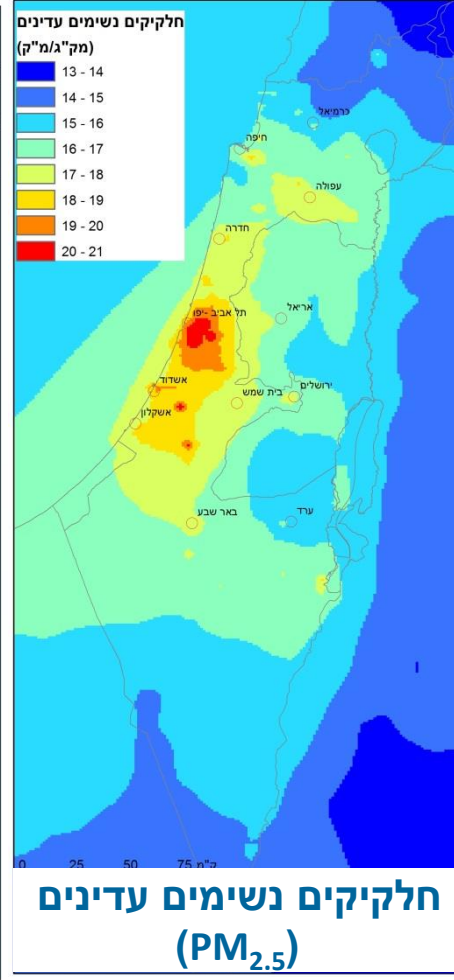 חלקיקים נשימים עדינים
(מק"ג/מ"ק)
13 - 14
14 - 15
15 - 16
16 - 17
17 - 18
18 - 19
19 - 20
20 - 21
כרמיאל
חיפה
עפולה
חדרה
תל אביב -יפו
אריאל
אשדוד
ירושלים
בית שמש
אשקלון
באר שבע
ערד
0 25 50 75 ק"מ
חלקיקים נשימים עדינים
(PM2.5)